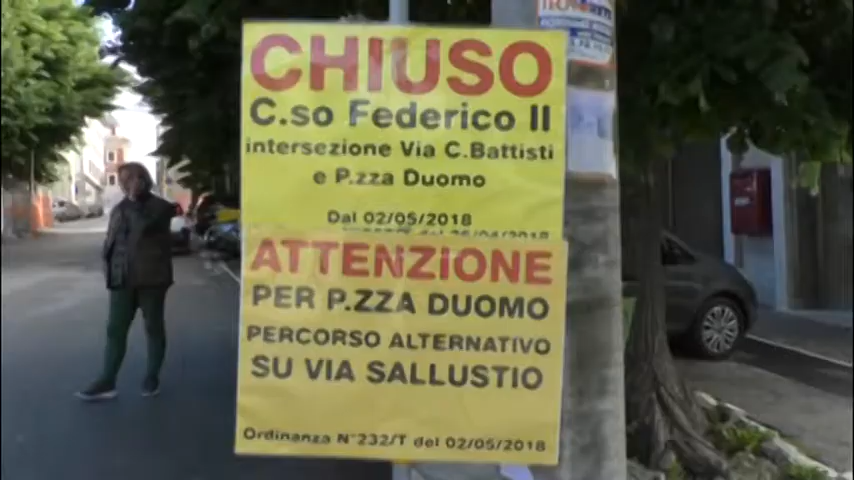 CHIUSO
C.so Federico II
intersezione Via C.Battisti
e P.zza Duomo
Dal 02/05/2018
ATTENZIONE
PER P.ZZA DUOMO
PERCORSO ALTERNATIVO
SU VIA SALLUSTIO
Ordinanza N°232/T del 02/05/2018